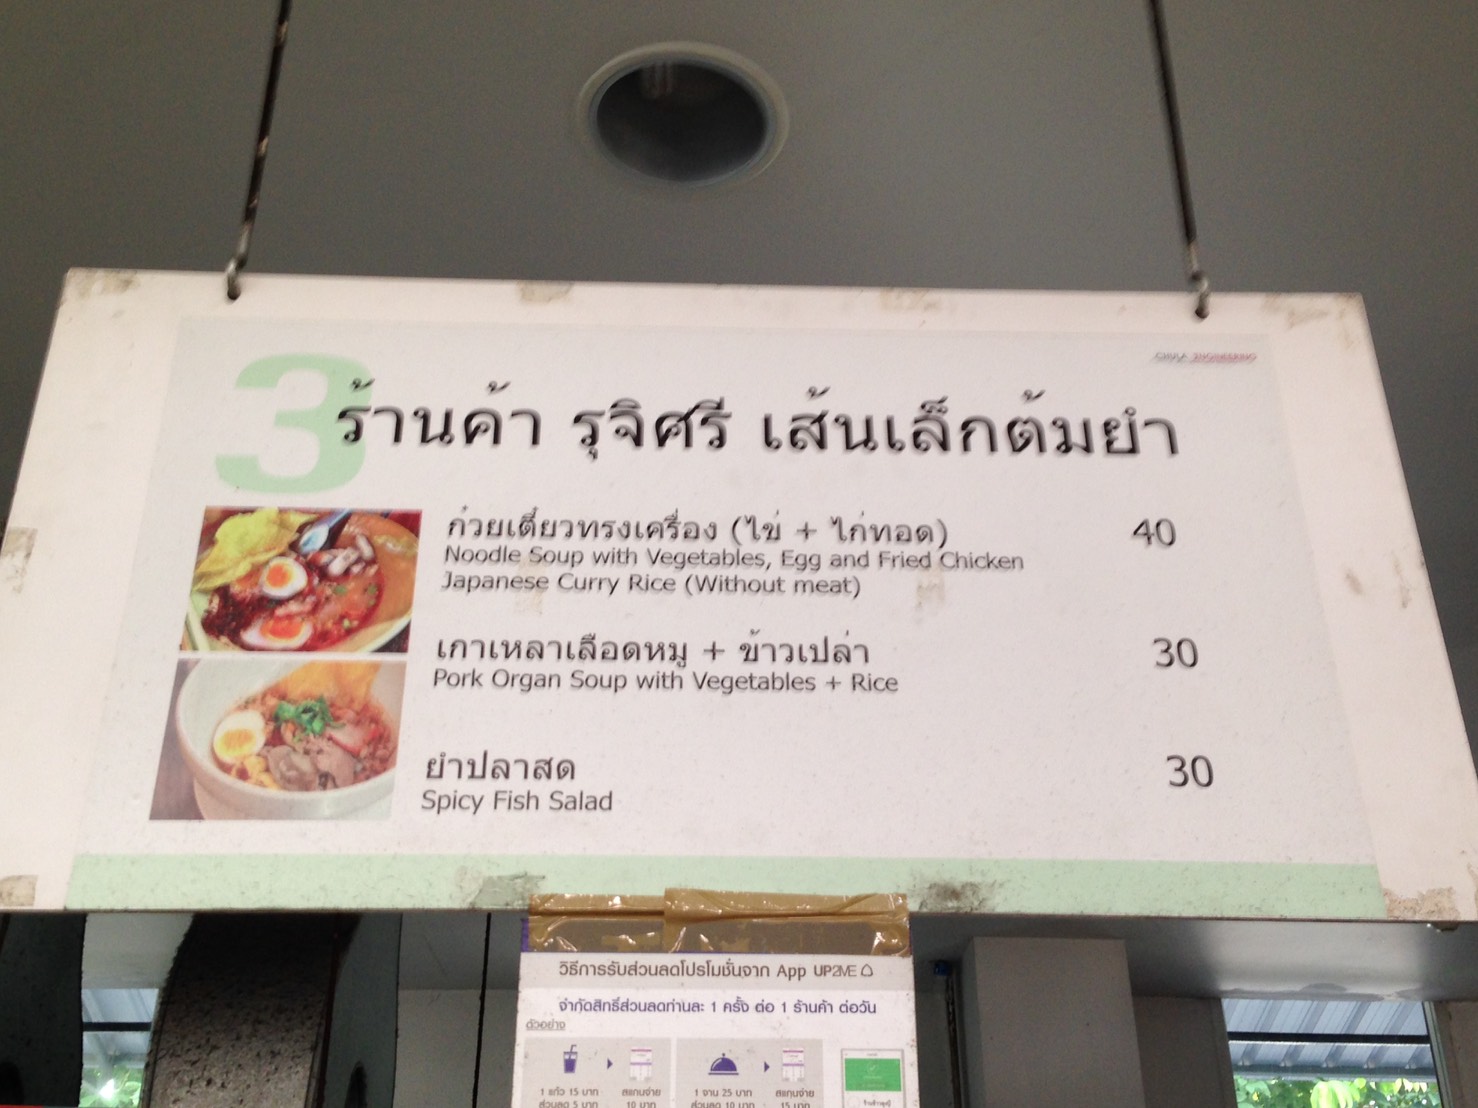 CHULA ENGINEERING
3
ร้านค้า รุจิศรี เส้นเล็กต้มยำ
ก๋วยเตี๋ยวทรงเครื่อง (ไข่ + ไก่ทอด) 40
Noodle Soup with Vegetables, Egg and Fried Chicken
Japanese Curry Rice (Without meat)
เกาเหลาเลือดหมู + ข้าวเปล่า 30
Pork Organ Soup with Vegetables + Rice
ยำปลาสด 30
Spicy Fish Salad
วิธีการรับส่วนลดโปรโมชั่นจาก App UP2ME
จำกัดสิทธิ์ส่วนลดท่านละ 1 ครั้ง ต่อ 1 ร้านค้า ต่อวัน
ตัวอย่าง
1 แก้ว 15 บาท สแกนจ่าย 1 จาน 25 บาท สแกนจ่าย
ส่วนลด 5 บาท 10 บาท ส่วนลด 10 บาท 15 บาท